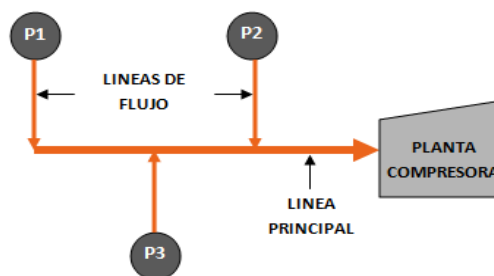 P1
P2
LINEAS DE
FLUJO
PLANTA
COMPRESORA
LINEA
PRINCIPAL
P3